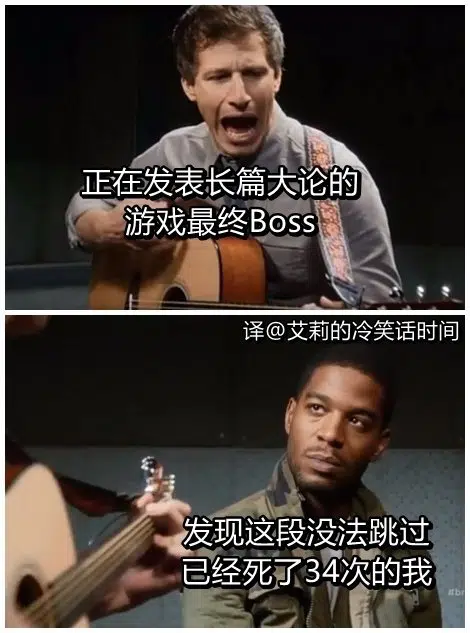 正在发表长篇大论的
游戏最终Boss
译@艾莉的冷笑话时间
发现这段没法跳过
已经死了34次的我